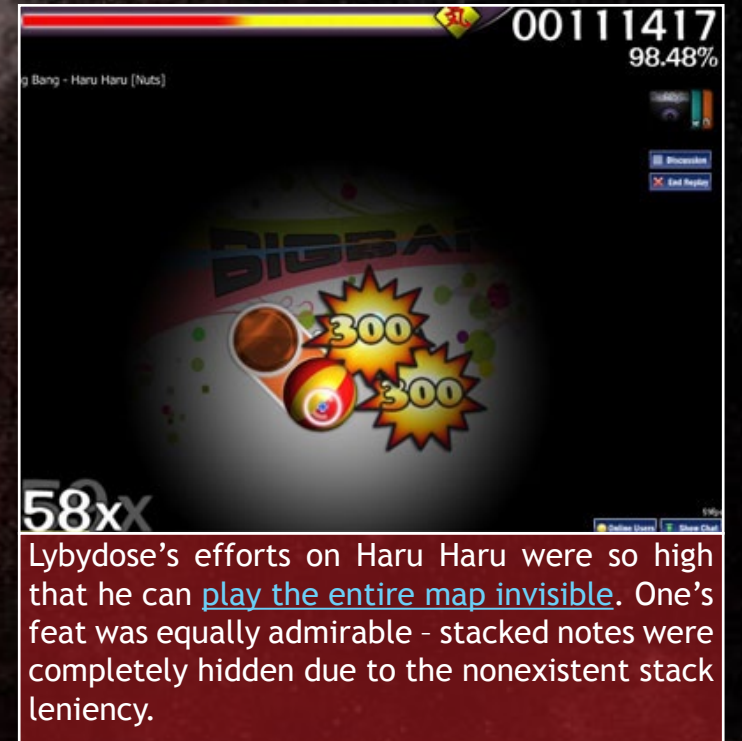 00111417
98.48%
g Bang - Haru Haru [Nuts]
Discussion
End Replay
BIGBA
300
300
58x
Online Users
Show Chat
Lybydose’s efforts on Haru Haru were so high
that he can play the entire map invisible. One’s
feat was equally admirable – stacked notes were
completely hidden due to the nonexistent stack
leniency.